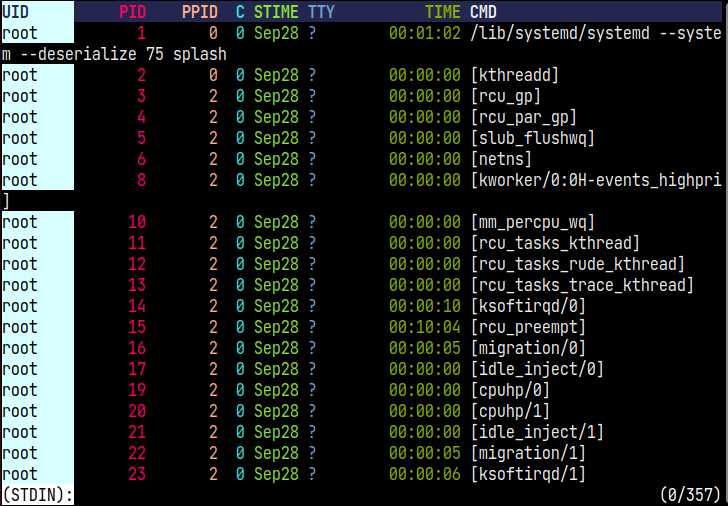 UID PID PPID C STIME TTY TIME CMD
root 1 0 0 Sep28 ? 00:01:02 /lib/systemd/systemd --syste
m --deserialize 75 splash
root 2 0 0 Sep28 ? 00:00:00 [kthreadd]
root 3 2 0 Sep28 ? 00:00:00 [rcu_gp]
root 4 2 0 Sep28 ? 00:00:00 [rcu_par_gp]
root 5 2 0 Sep28 ? 00:00:00 [slub_flushwq]
root 6 2 0 Sep28 ? 00:00:00 [netns]
root 8 2 0 Sep28 ? 00:00:00 [kworker/0:0H-events_highpri
]
root 10 2 0 Sep28 ? 00:00:00 [mm_percpu_wq]
root 11 2 0 Sep28 ? 00:00:00 [rcu_tasks_kthread]
root 12 2 0 Sep28 ? 00:00:00 [rcu_tasks_rude_kthread]
root 13 2 0 Sep28 ? 00:00:00 [rcu_tasks_trace_kthread]
root 14 2 0 Sep28 ? 00:00:10 [ksoftirqd/0]
root 15 2 0 Sep28 ? 00:10:04 [rcu_preempt]
root 16 2 0 Sep28 ? 00:00:05 [migration/0]
root 17 2 0 Sep28 ? 00:00:00 [idle_inject/0]
root 19 2 0 Sep28 ? 00:00:00 [cpuhp/0]
root 20 2 0 Sep28 ? 00:00:00 [cpuhp/1]
root 21 2 0 Sep28 ? 00:00:00 [idle_inject/1]
root 22 2 0 Sep28 ? 00:00:05 [migration/1]
root 23 2 0 Sep28 ? 00:00:06 [ksoftirqd/1]
(STDIN): (0/357)